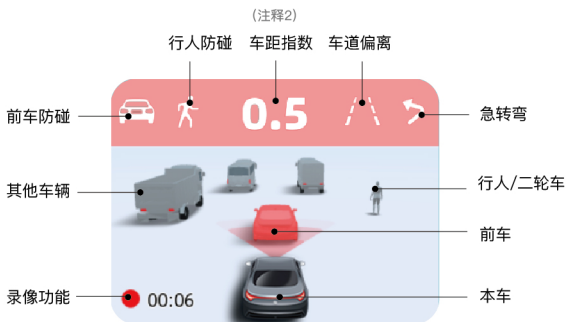 (注释2)
行人防碰 车距指数 车道偏离
前车防碰
0.5
急转弯
其他车辆
行人/二轮车
前车
录像功能
00:06
本车